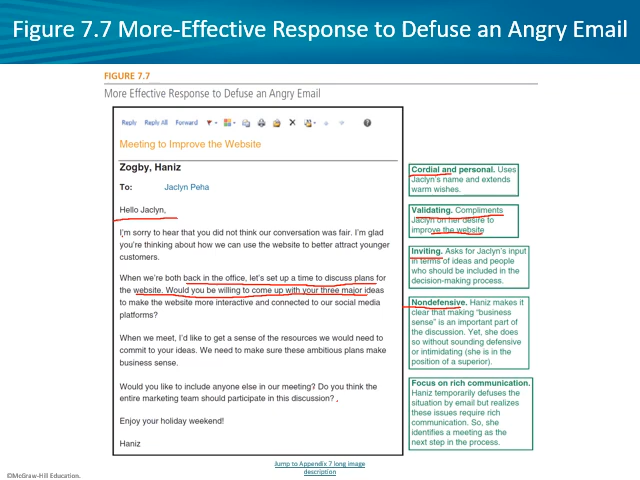 Figure 7.7 More-Effective Response to Defuse an Angry Email
FIGURE 7.7
More Effective Response to Defuse an Angry Email
Reply Reply All Forward
Meeting to Improve the Website
Zogby, Haniz
To: Jaclyn Peha
Hello Jaclyn,
I'm sorry to hear that you did not think our conversation was fair. I'm glad
you're thinking about how we can use the website to better attract younger
customers.
When we're both back in the office, let's set up a time to discuss plans for
the website. Would you be willing to come up with your three major ideas
to make the website more interactive and connected to our social media
platforms?
When we meet, I'd like to get a sense of the resources we would need to
commit to your ideas. We need to make sure these ambitious plans make
business sense.
Would you like to include anyone else in our meeting? Do you think the
entire marketing team should participate in this discussion?
Enjoy your holiday weekend!
Haniz
Cordial and personal. Uses
Jaclyn's name and extends
warm wishes.
Validating. Compliments
Jaclyn on her desire to
improve the website
Inviting. Asks for Jaclyn's input
in terms of ideas and people
who should be included in the
decision-making process.
Nondefensive. Haniz makes it
clear that making "business
sense" is an important part of
the discussion. Yet, she does
so without sounding defensive
or intimidating (she is in the
position of a superior).
Focus on rich communication.
Haniz temporarily defuses the
situation by email but realizes
these issues require rich
communication. So, she
identifies a meeting as the
next step in the process.
Jump to Appendix 7 long image
description
©McGraw-Hill Education.